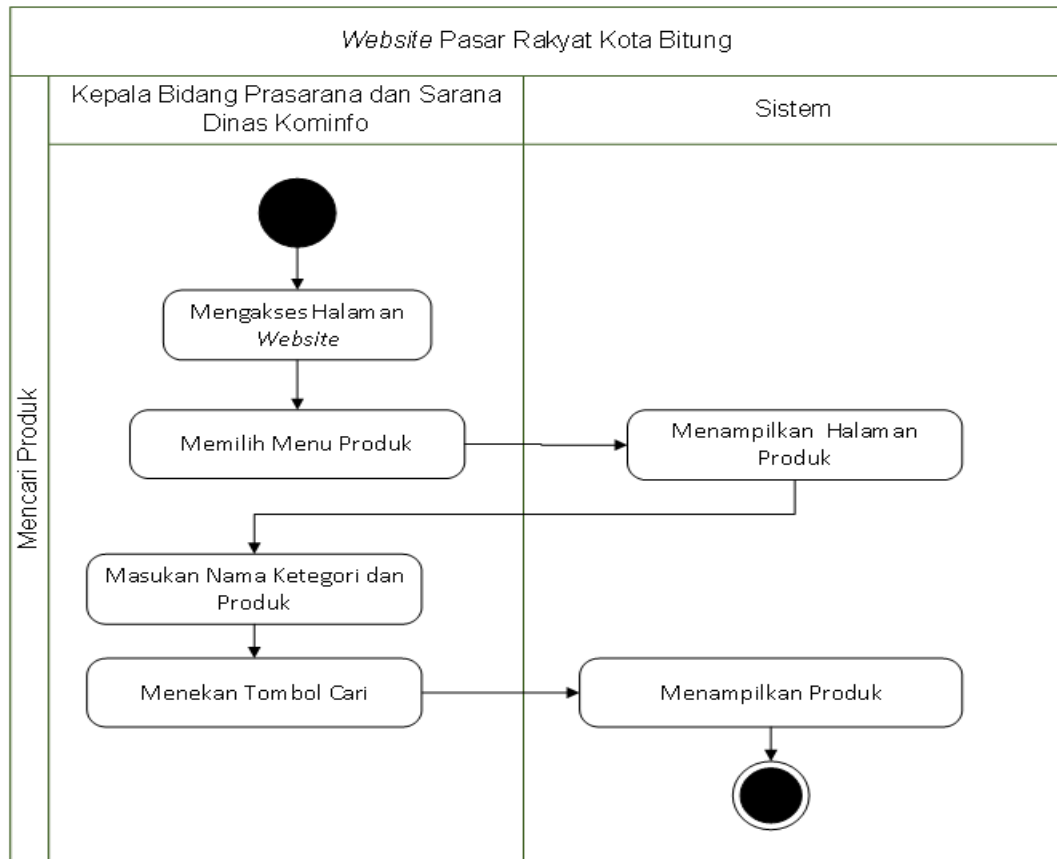 Website Pasar Rakyat Kota Bitung
Kepala Bidang Prasarana dan Sarana
Dinas Kominfo
Sistem
Mencari Produk
Mengakses Halaman
Website
Memilih Menu Produk
Menampilkan Halaman
Produk
Masukan Nama Ketegori dan
Produk
Menekan Tombol Cari
Menampilkan Produk